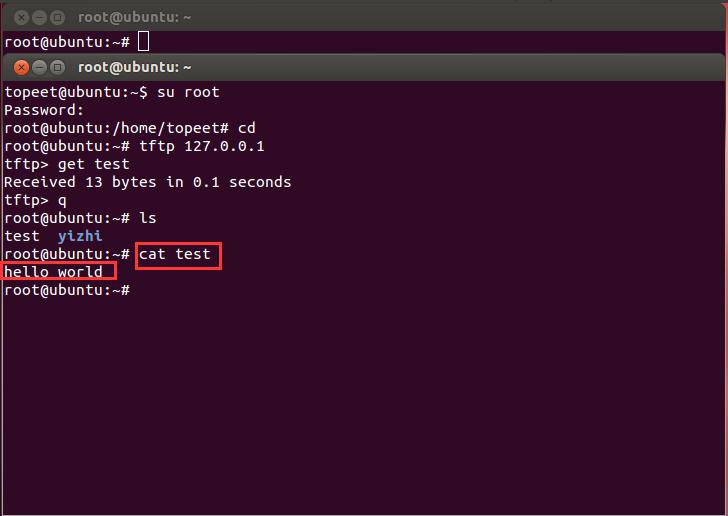 root@ubuntu: ~
root@ubuntu:~#
root@ubuntu: ~
topeet@ubuntu:~$ su root
Password:
root@ubuntu:/home/topeet# cd
root@ubuntu:~# tftp 127.0.0.1
tftp> get test
Received 13 bytes in 0.1 seconds
tftp> q
root@ubuntu:~# ls
test  yizhi
root@ubuntu:~# cat test
hello world
root@ubuntu:~#